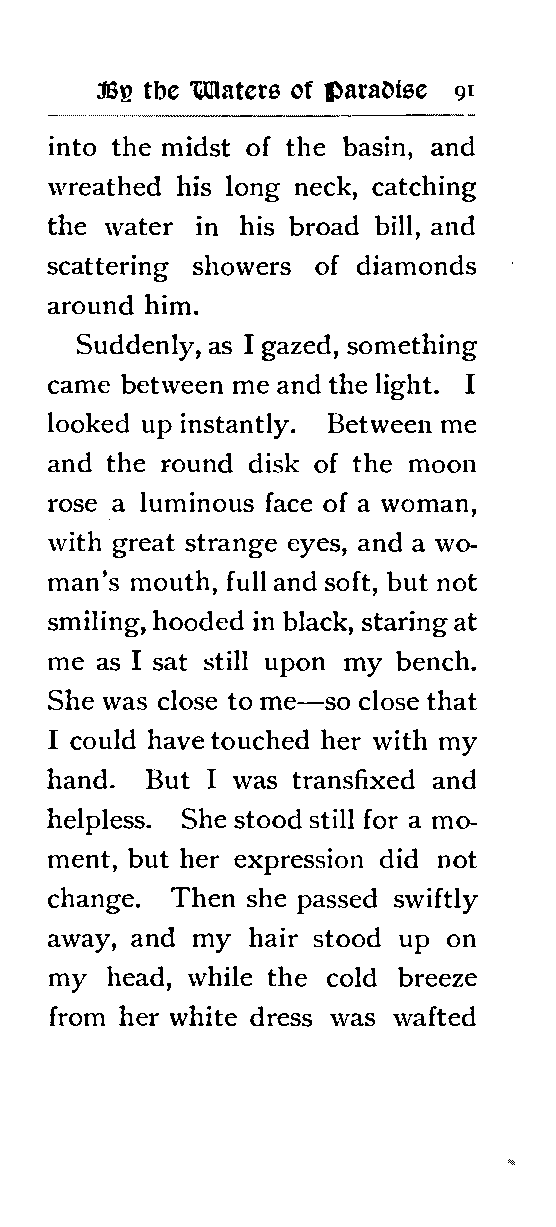 By the Waters of Paradise 91
into the midst of the basin, and
wreathed his long neck, catching
the water in his broad bill, and
scattering showers of diamonds
around him.
Suddenly, as I gazed, something
came between me and the light. I
looked up instantly. Between me
and the round disk of the moon
rose a luminous face of a woman,
with great strange eyes, and a wo-
man's mouth, full and soft, but not
smiling, hooded in black, staring at
me as I sat still upon my bench.
She was close to me—so close that
I could have touched her with my
hand. But I was transfixed and
helpless. She stood still for a mo-
ment, but her expression did not
change. Then she passed swiftly
away, and my hair stood up on
my head, while the cold breeze
from her white dress was wafted